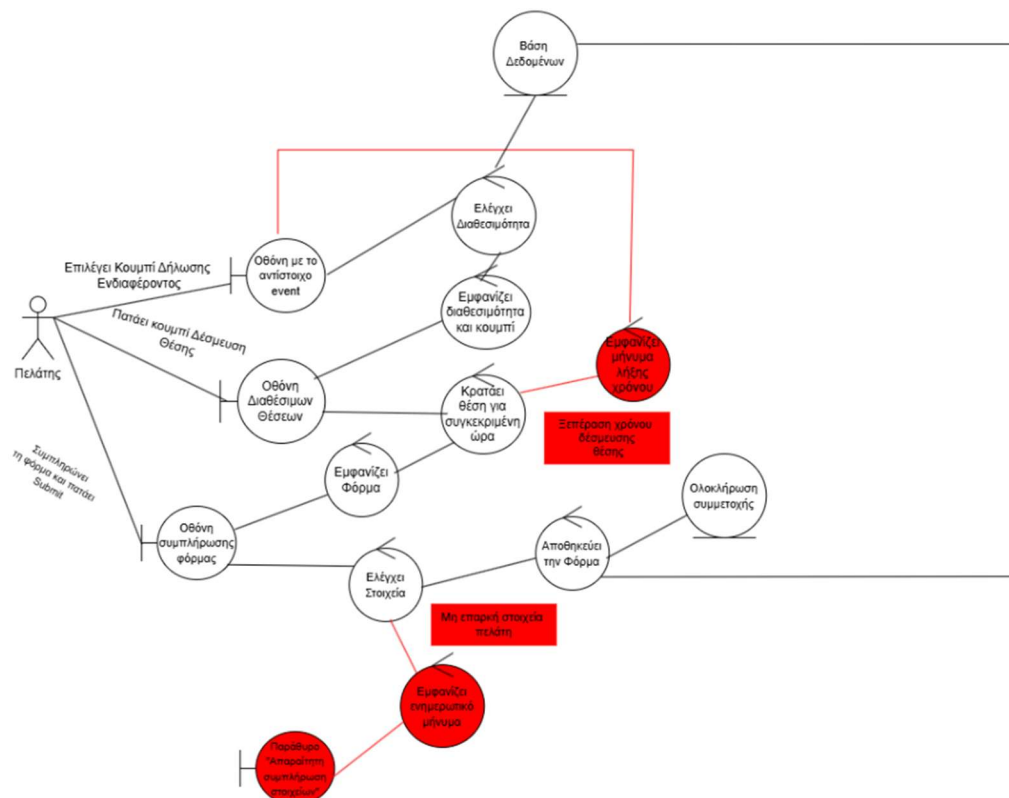 Βάση
Δεδομένων
Ελέγχει
Διαθεσιμότητα
Οθόνη με το
αντίστοιχο
event
Επιλέγει Κουμπί Δήλωσης
Ενδιαφέροντος
Εμφανίζει
διαθεσιμότητα
και κουμπί
Πατάει κουμπί Δέσμευση
Θέσης
Πελάτης
Εμφανίζει
μήνυμα
λήξης
χρόνου
Οθόνη
Διαθέσιμων
Θέσεων
Κρατάει
θέση για
συγκεκριμένη
ώρα
Ξεπέραση χρόνου
δέσμευσης
θέσης
Εμφανίζει
Φόρμα
Συμπληρώνει
τη φόρμα και πατάει
Submit
Ολοκλήρωση
συμμετοχής
Οθόνη
συμπλήρωσης
φόρμας
Αποθηκεύει
την Φόρμα
Ελέγχει
Στοιχεία
Μη επαρκή στοιχεία
πελάτη
Εμφανίζει
ενημερωτικό
μήνυμα
Παράθυρο
"Απαραίτητη
συμπλήρωση
στοιχείων"